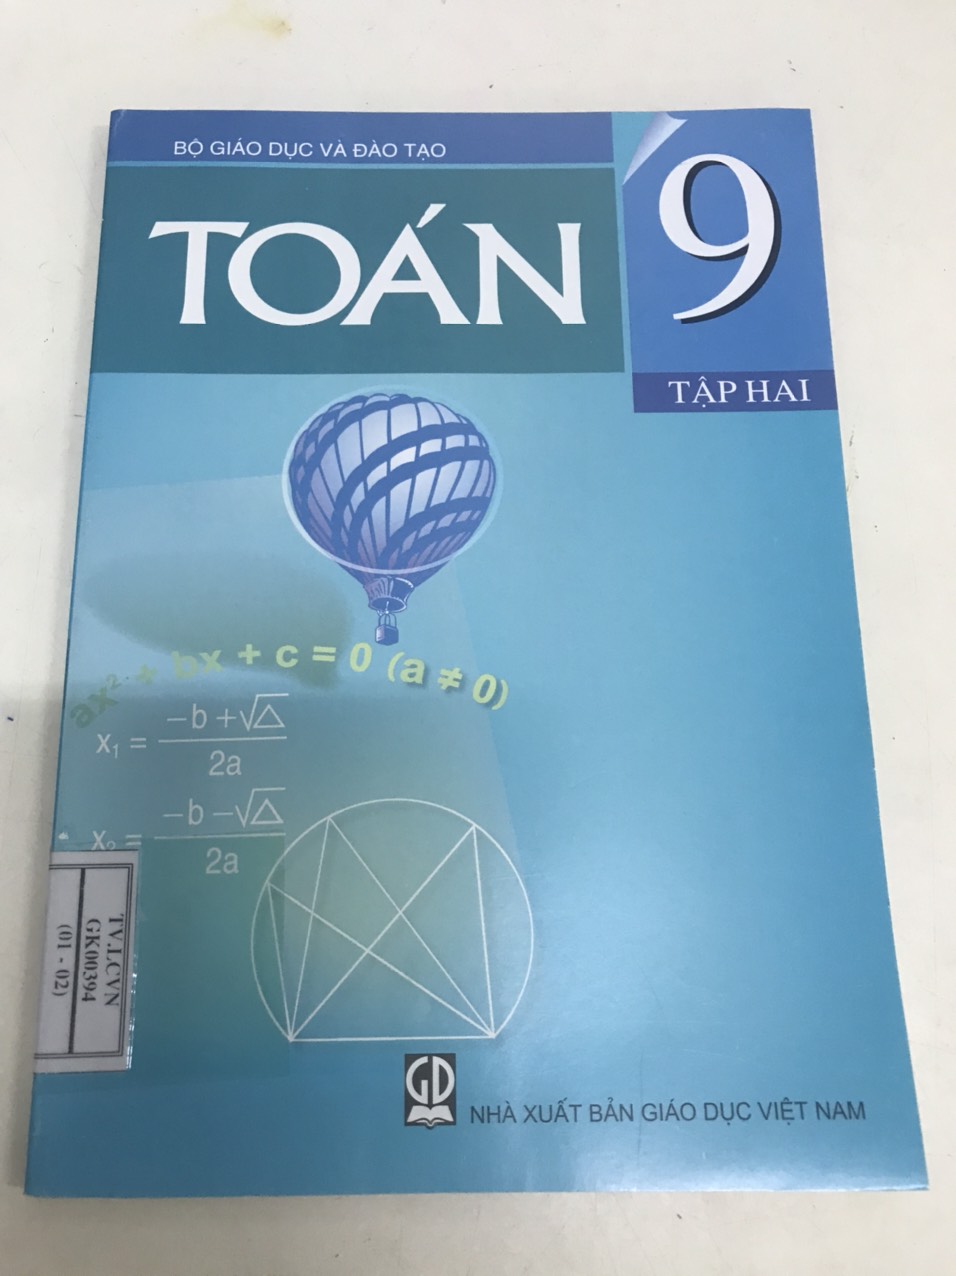 BỘ GIÁO DỤC VÀ ĐÀO TẠO
TOÁN
9
TẬP HAI
ax² + bx + c = 0 (a ≠ 0)
x₁ = (-b + √△) / 2a
x₂ = (-b - √△) / 2a
TV.LCVN
GK00394
(01 - 02)
GD
NHÀ XUẤT BẢN GIÁO DỤC VIỆT NAM